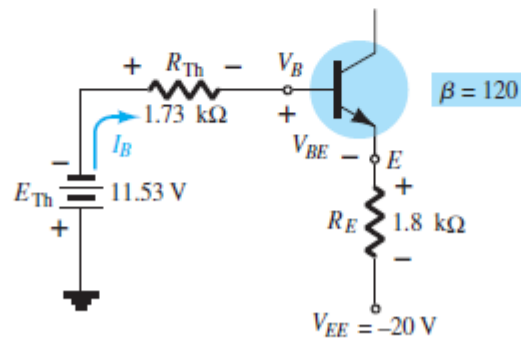 + R_Th − V_B
β = 120
1.73 kΩ +
I_B V_BE − E
− +
E_Th 11.53 V R_E 1.8 kΩ
+ −
V_EE = −20 V